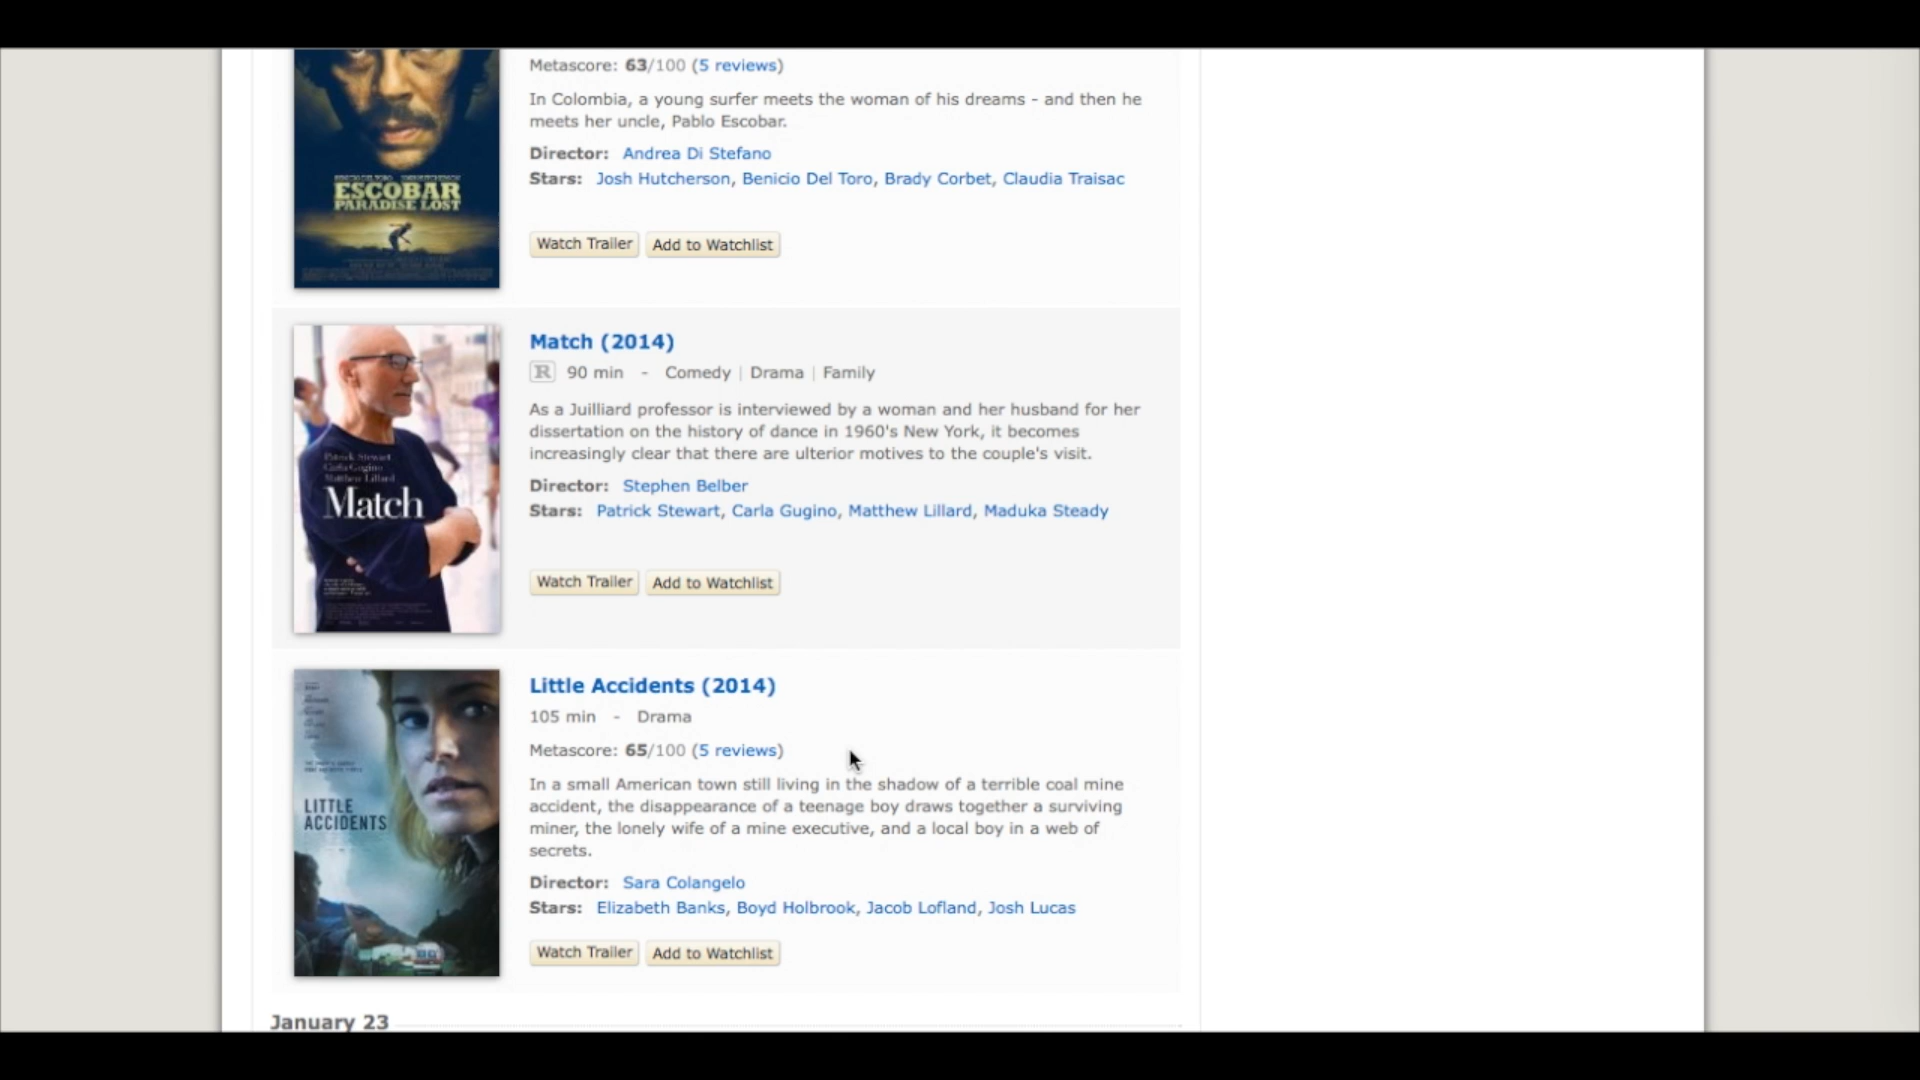 Metascore: 63/100 (5 reviews)
In Colombia, a young surfer meets the woman of his dreams - and then he
meets her uncle, Pablo Escobar.
Director: Andrea Di Stefano
Stars: Josh Hutcherson, Benicio Del Toro, Brady Corbet, Claudia Traisac
Watch Trailer Add to Watchlist
ESCOBAR
PARADISE LOST
Match (2014)
R 90 min - Comedy | Drama | Family
As a Juilliard professor is interviewed by a woman and her husband for her
dissertation on the history of dance in 1960's New York, it becomes
increasingly clear that there are ulterior motives to the couple's visit.
Director: Stephen Belber
Stars: Patrick Stewart, Carla Gugino, Matthew Lillard, Maduka Steady
Watch Trailer Add to Watchlist
Patrick Stewart
Carla Gugino
Matthew Lillard
Match
Little Accidents (2014)
105 min - Drama
Metascore: 65/100 (5 reviews)
In a small American town still living in the shadow of a terrible coal mine
accident, the disappearance of a teenage boy draws together a surviving
miner, the lonely wife of a mine executive, and a local boy in a web of
secrets.
Director: Sara Colangelo
Stars: Elizabeth Banks, Boyd Holbrook, Jacob Lofland, Josh Lucas
Watch Trailer Add to Watchlist
LITTLE
ACCIDENTS
January 23